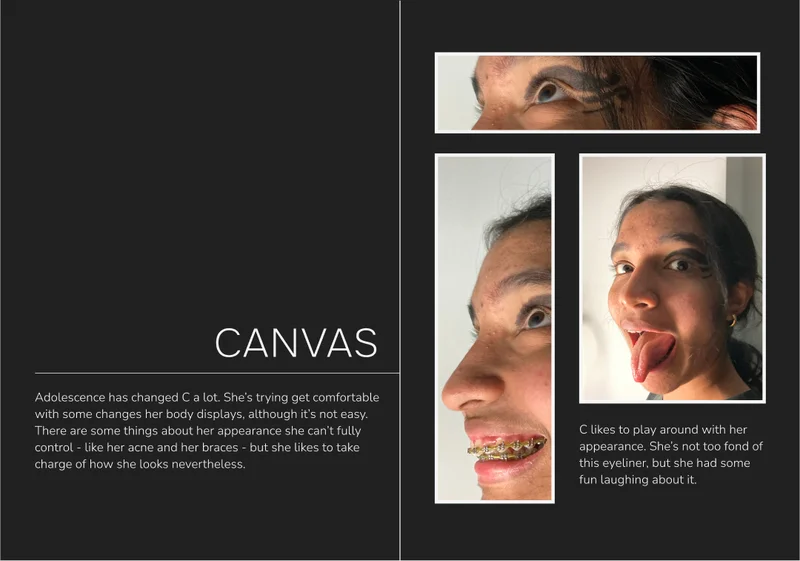 CANVAS
Adolescence has changed C a lot. She's trying get comfortable
with some changes her body displays, although it's not easy.
There are some things about her appearance she can't fully
control - like her acne and her braces - but she likes to take
charge of how she looks nevertheless.
C likes to play around with her
appearance. She's not too fond of
this eyeliner, but she had some
fun laughing about it.